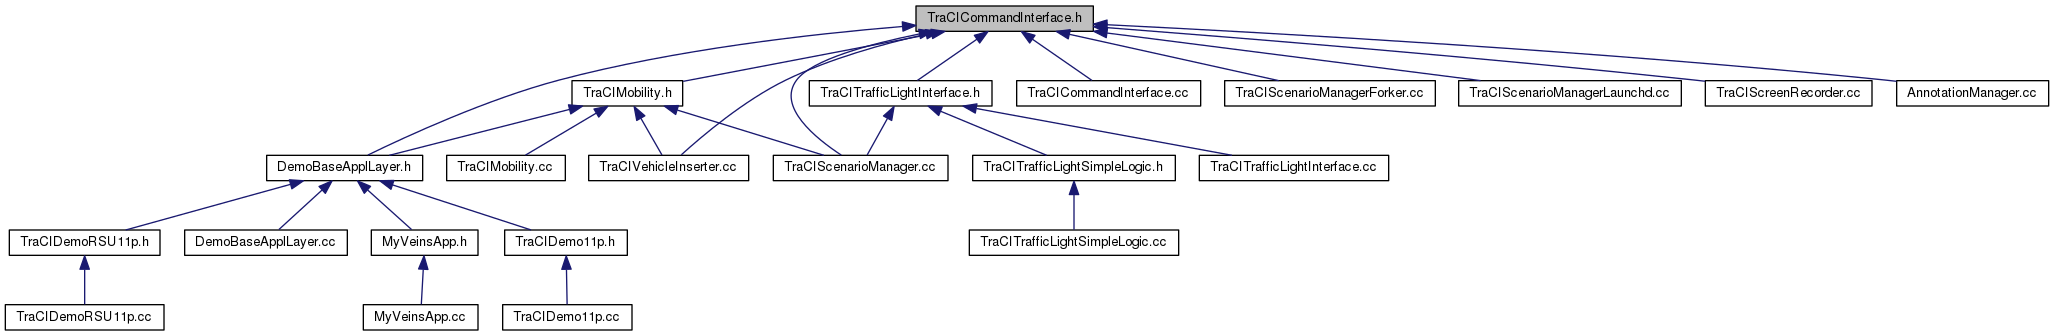 TraCICommandInterface.h
TraCIMobility.h
TraCITrafficLightInterface.h
TraCICommandInterface.cc
TraCIScenarioManagerForker.cc
TraCIScenarioManagerLaunchd.cc
TraCIScreenRecorder.cc
AnnotationManager.cc
DemoBaseApplLayer.h
TraCIMobility.cc
TraCIVehicleInserter.cc
TraCIScenarioManager.cc
TraCITrafficLightSimpleLogic.h
TraCITrafficLightInterface.cc
TraCIDemoRSU11p.h
DemoBaseApplLayer.cc
MyVeinsApp.h
TraCIDemo11p.h
TraCITrafficLightSimpleLogic.cc
TraCIDemoRSU11p.cc
MyVeinsApp.cc
TraCIDemo11p.cc